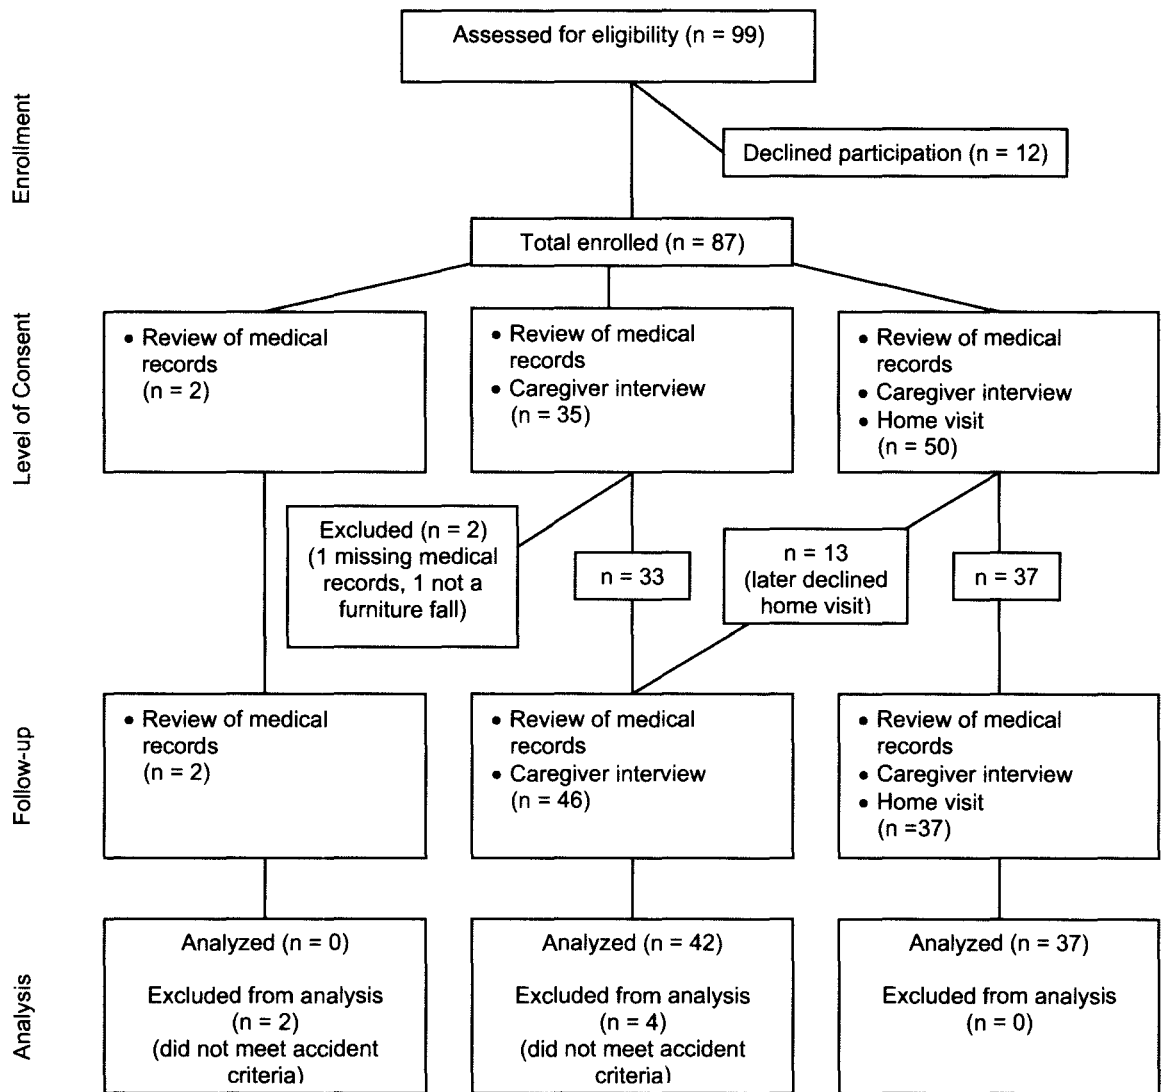 Enrollment
Assessed for eligibility (n = 99)
Declined participation (n = 12)
Total enrolled (n = 87)
Level of Consent
• Review of medical
records
(n = 2)
• Review of medical
records
• Caregiver interview
(n = 35)
• Review of medical
records
• Caregiver interview
• Home visit
(n = 50)
Excluded (n = 2)
(1 missing medical
records, 1 not a
furniture fall)
n = 33
n = 13
(later declined
home visit)
n = 37
Follow-up
• Review of medical
records
(n = 2)
• Review of medical
records
• Caregiver interview
(n = 46)
• Review of medical
records
• Caregiver interview
• Home visit
(n =37)
Analysis
Analyzed (n = 0)
Excluded from analysis
(n = 2)
(did not meet accident
criteria)
Analyzed (n = 42)
Excluded from analysis
(n = 4)
(did not meet accident
criteria)
Analyzed (n = 37)
Excluded from analysis
(n = 0)